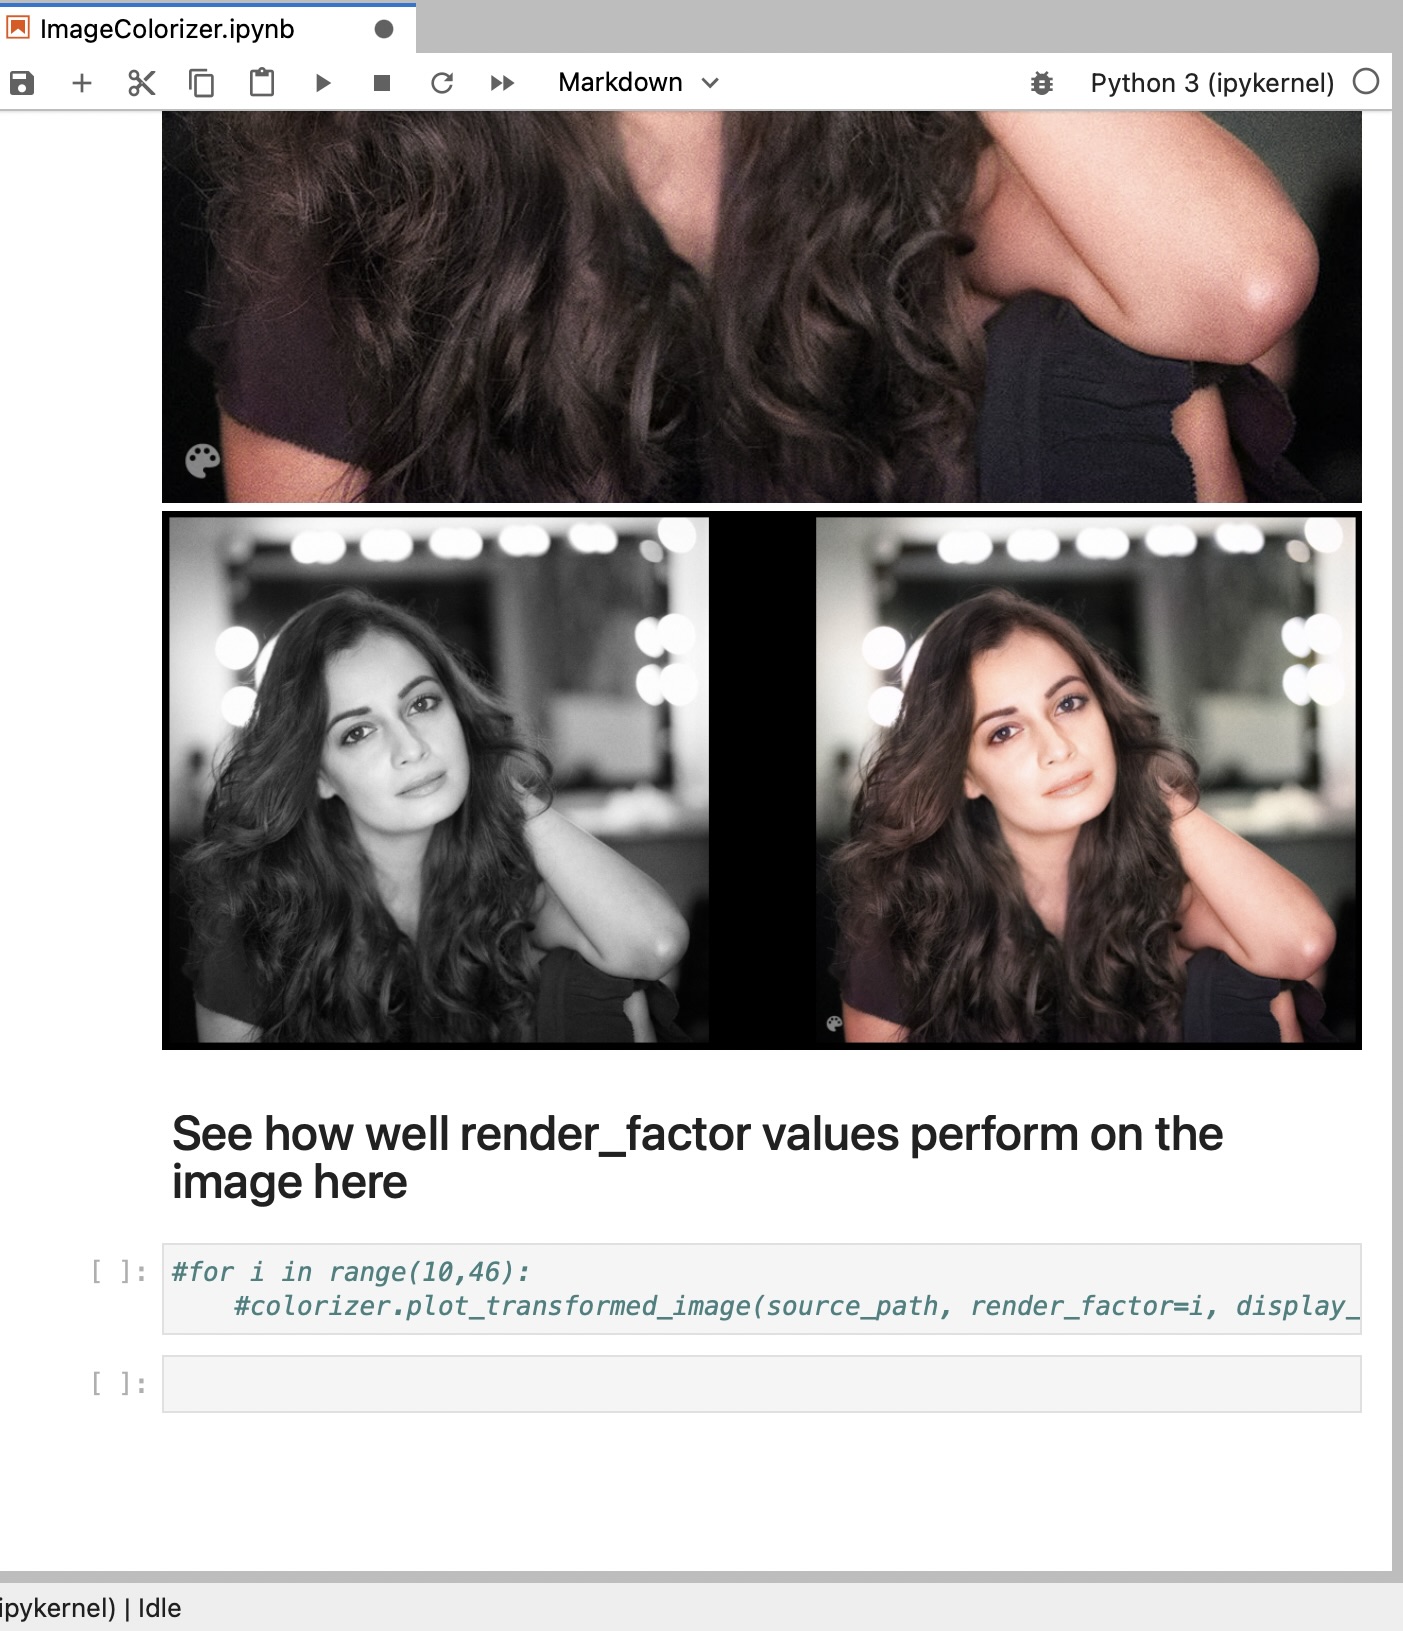 ImageColorizer.ipynb
Markdown
Python 3 (ipykernel)
See how well render_factor values perform on the
image here
[ ]:
#for i in range(10,46):
    #colorizer.plot_transformed_image(source_path, render_factor=i, display_
[ ]:
ipykernel) | Idle